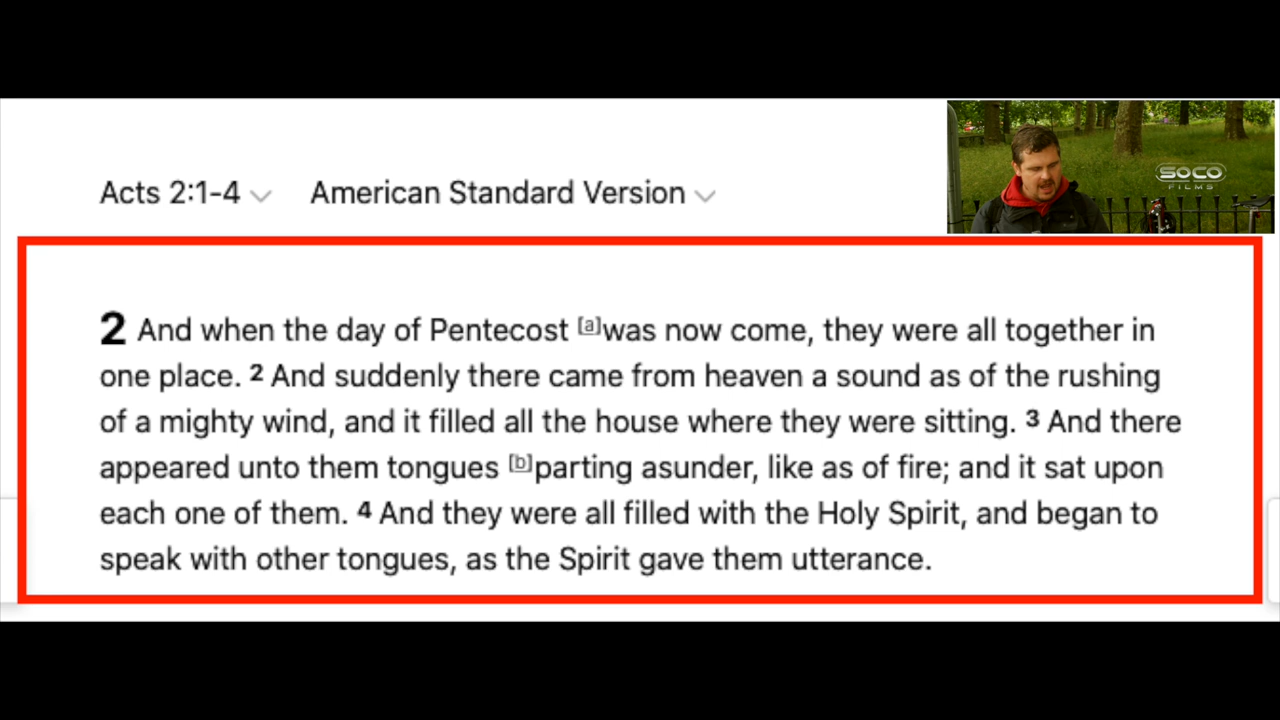 Acts 2:1-4 American Standard Version
SOCO
FILMS
2 And when the day of Pentecost [a]was now come, they were all together in
one place. 2 And suddenly there came from heaven a sound as of the rushing
of a mighty wind, and it filled all the house where they were sitting. 3 And there
appeared unto them tongues [b]parting asunder, like as of fire; and it sat upon
each one of them. 4 And they were all filled with the Holy Spirit, and began to
speak with other tongues, as the Spirit gave them utterance.